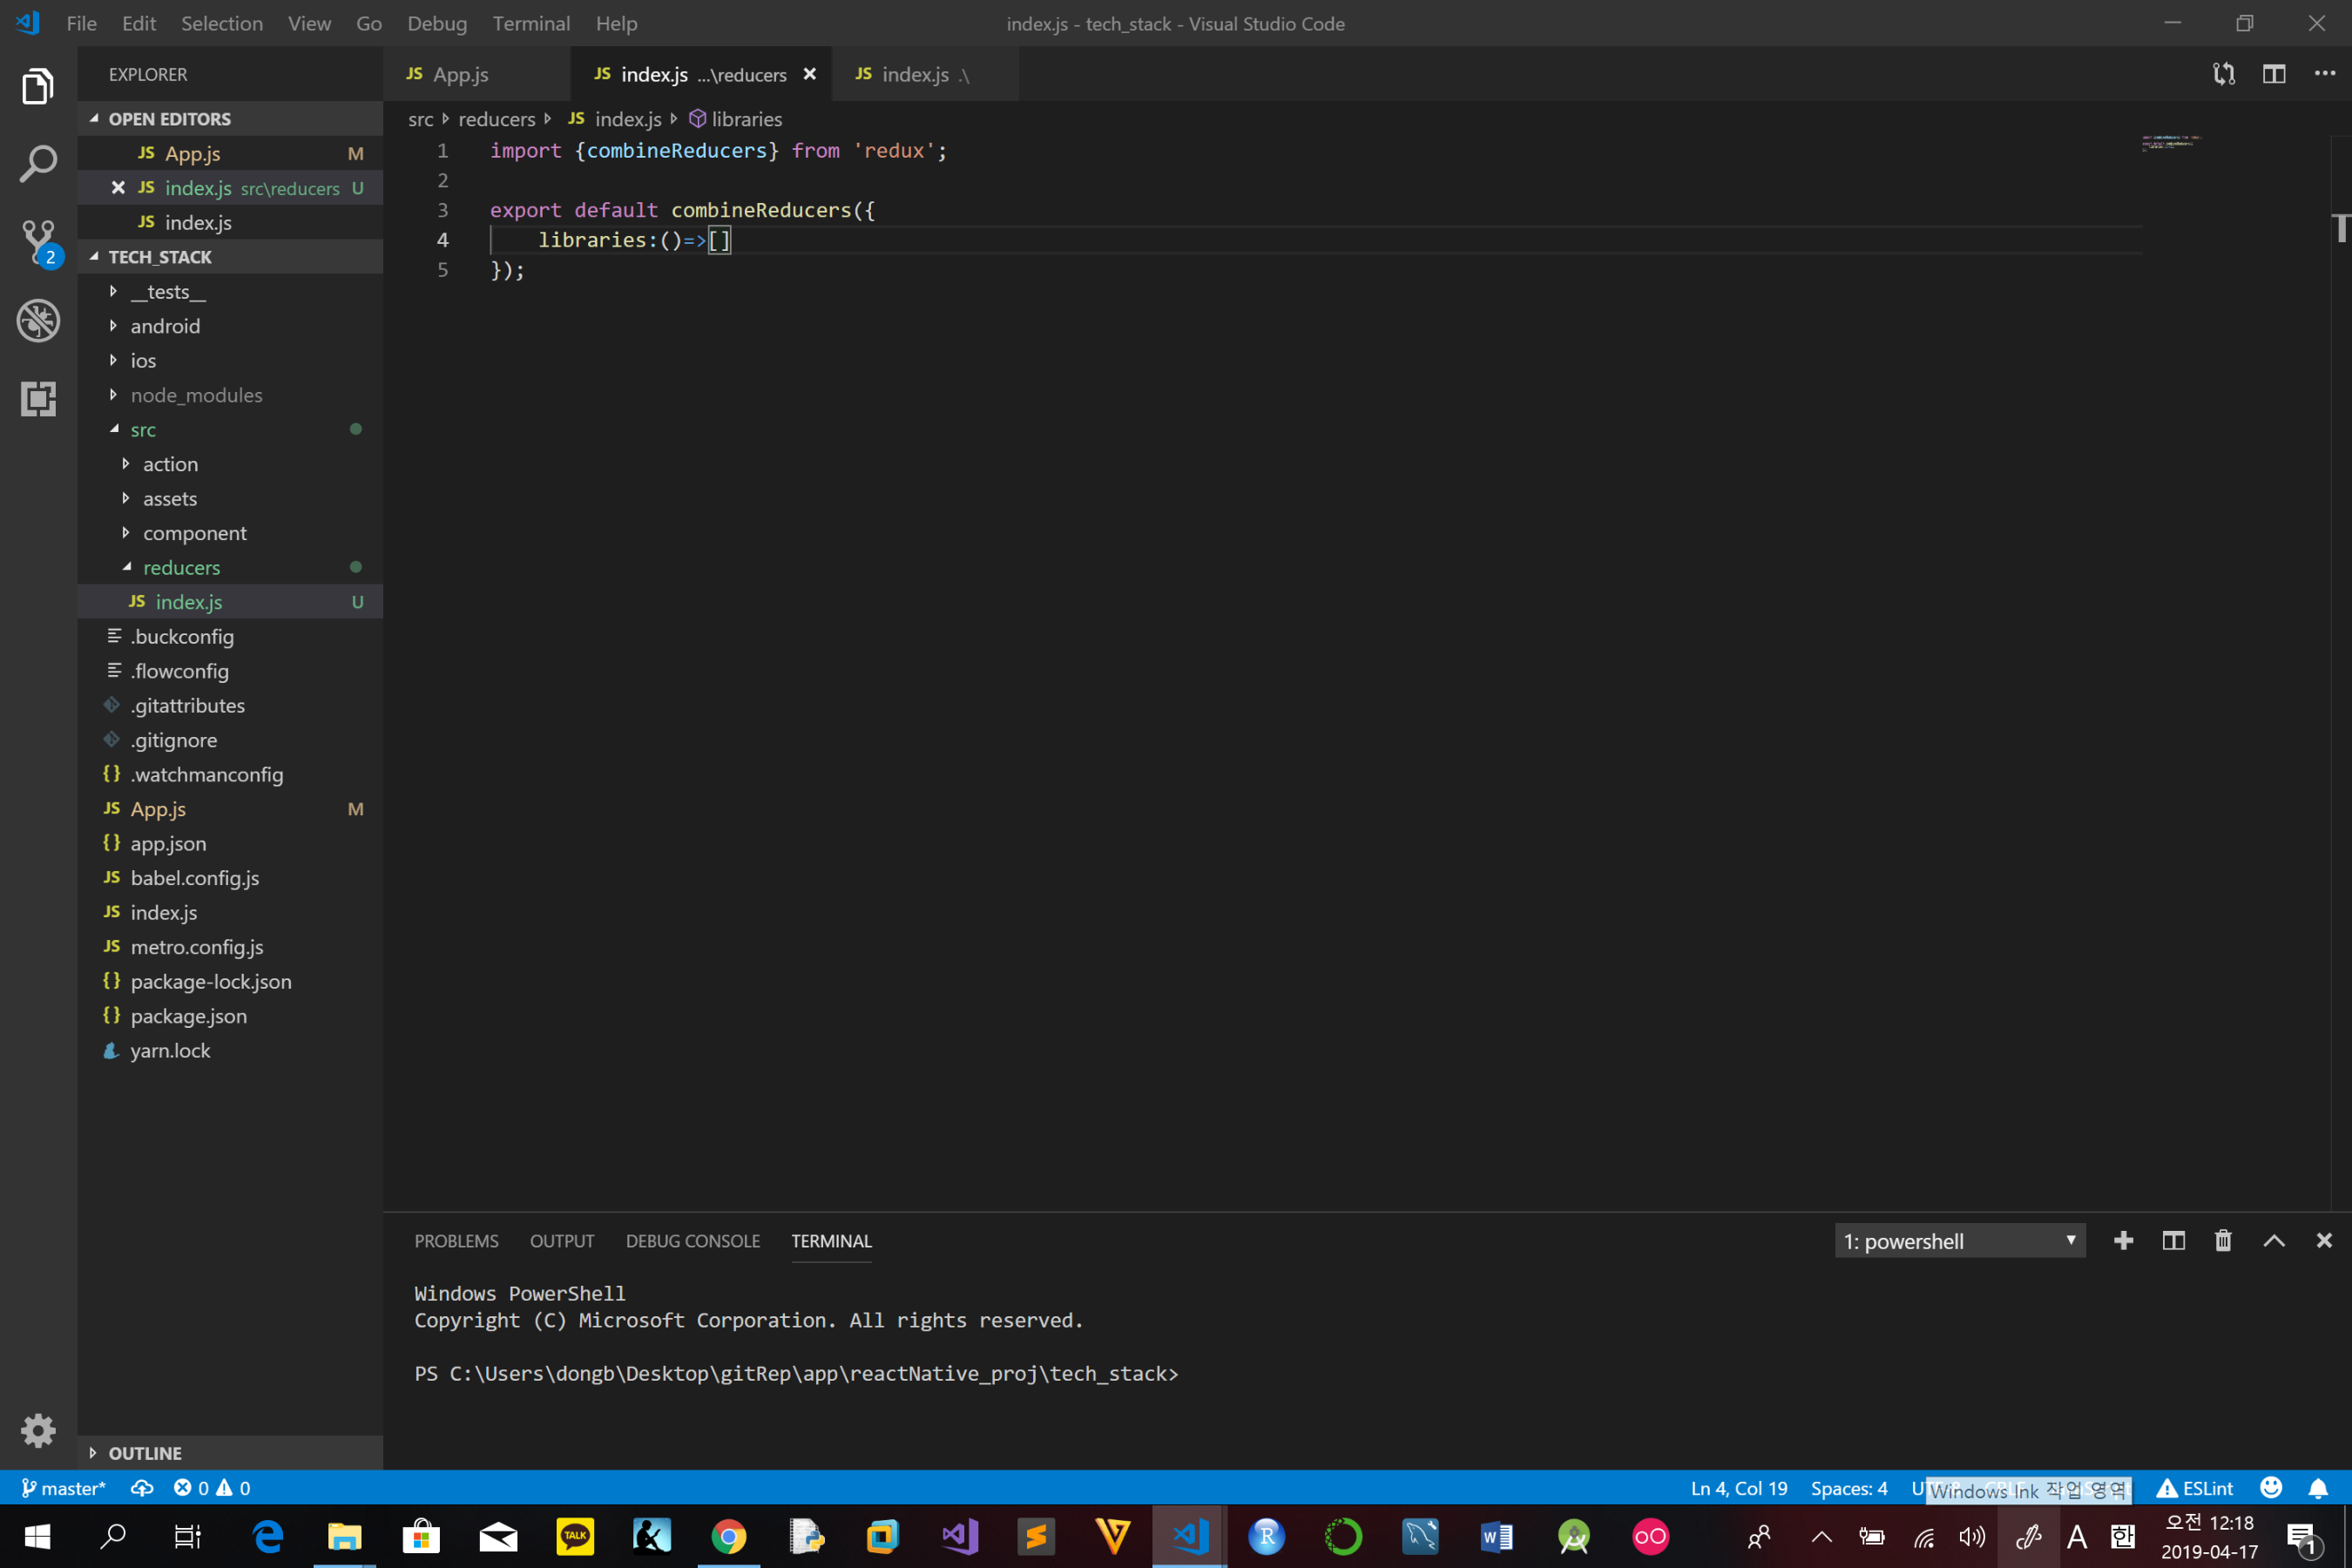 File Edit Selection View Go Debug Terminal Help
index.js - tech_stack - Visual Studio Code
EXPLORER
OPEN EDITORS
JS App.js M
JS index.js src\reducers U
JS index.js
TECH_STACK
__tests__
android
ios
node_modules
src
action
assets
component
reducers
JS index.js U
.buckconfig
.flowconfig
.gitattributes
.gitignore
{} .watchmanconfig
JS App.js M
{} app.json
JS babel.config.js
JS index.js
JS metro.config.js
{} package-lock.json
{} package.json
yarn.lock
OUTLINE
2
JS App.js
JS index.js ...\reducers
JS index.js .\
src reducers JS index.js libraries
1 import {combineReducers} from 'redux';
2
3 export default combineReducers({
4 libraries:()=>[]
5 });
PROBLEMS OUTPUT DEBUG CONSOLE TERMINAL
1: powershell
Windows PowerShell
Copyright (C) Microsoft Corporation. All rights reserved.
PS C:\Users\dongb\Desktop\gitRep\app\reactNative_proj\tech_stack>
master* 0 0
Ln 4, Col 19 Spaces: 4
Windows Ink 작업 영역
ESLint
TALK
R
W
A 한
오전 12:18
2019-04-17
1